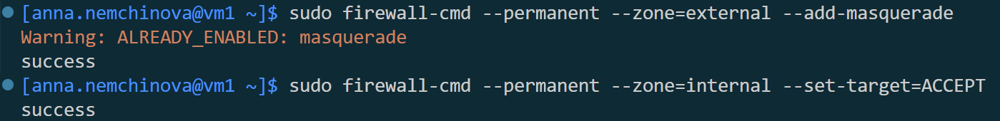 [anna.nemchinova@vm1 ~]$ sudo firewall-cmd --permanent --zone=external --add-masquerade
Warning: ALREADY_ENABLED: masquerade
success
[anna.nemchinova@vm1 ~]$ sudo firewall-cmd --permanent --zone=internal --set-target=ACCEPT
success